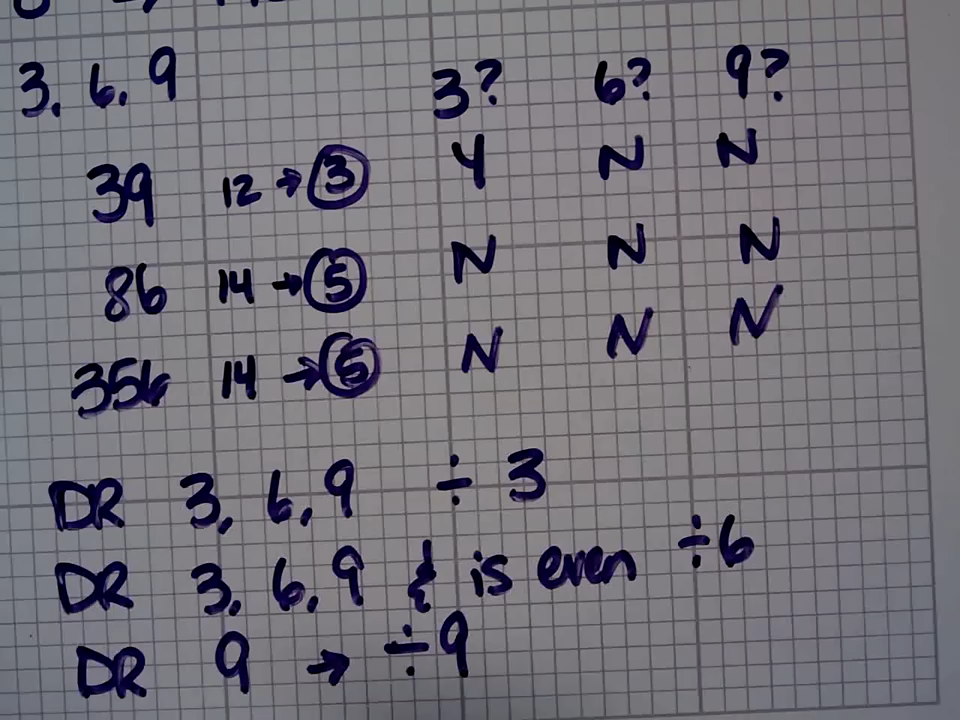 3, 6, 9 3? 6? 9?
39 12 → 3 Y N N
86 14 → 5 N N N
356 14 → 5 N N N
DR 3, 6, 9 ÷ 3
DR 3, 6, 9 & is even ÷6
DR 9 → ÷9